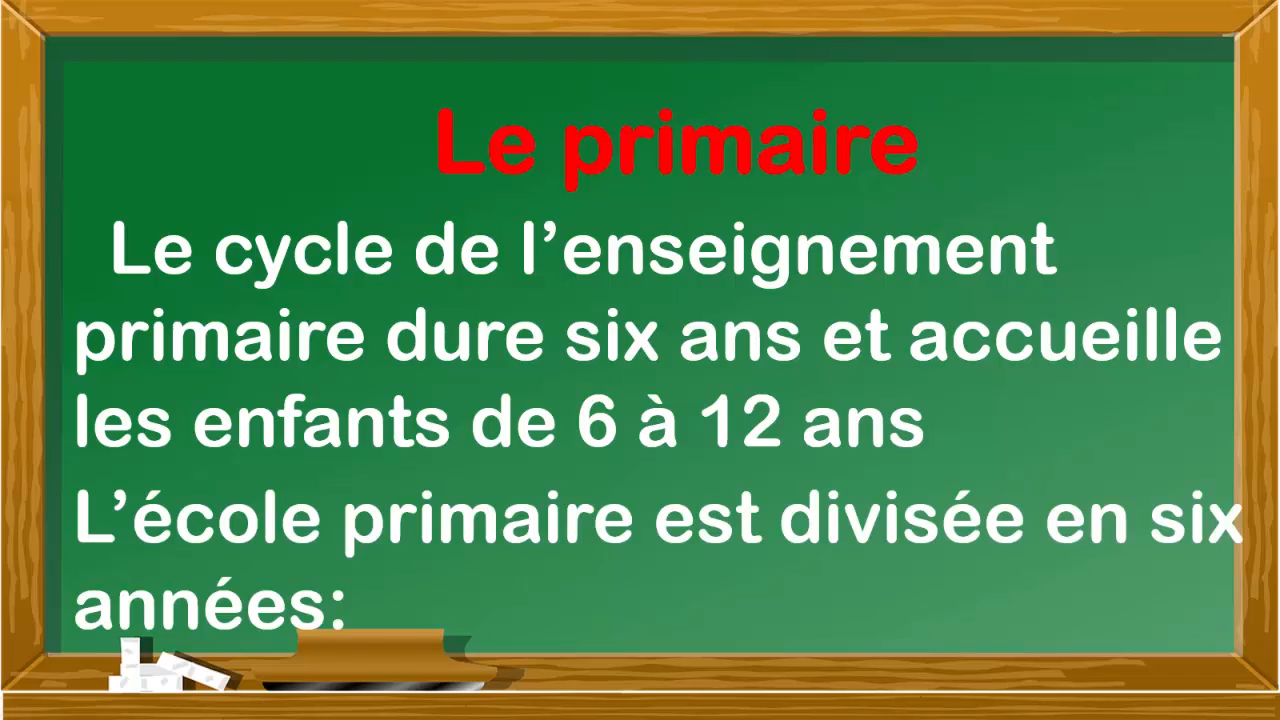 Le primaire
Le cycle de l’enseignement
primaire dure six ans et accueille
les enfants de 6 à 12 ans
L’école primaire est divisée en six
années: